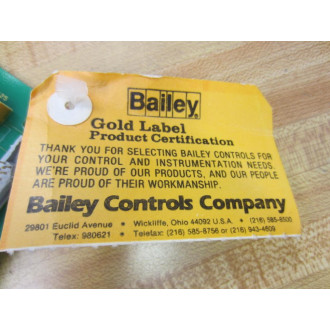 Bailey
Gold Label
Product Certification
THANK YOU FOR SELECTING BAILEY CONTROLS FOR
YOUR CONTROL AND INSTRUMENTATION NEEDS.
WE'RE PROUD OF OUR PRODUCTS, AND OUR PEOPLE
ARE PROUD OF THEIR WORKMANSHIP.
Bailey Controls Company
29801 Euclid Avenue • Wickliffe, Ohio 44092 U.S.A. • (216) 585-8500
Telex: 980621 • Telefax: (216) 585-8756 or (216) 943-4609